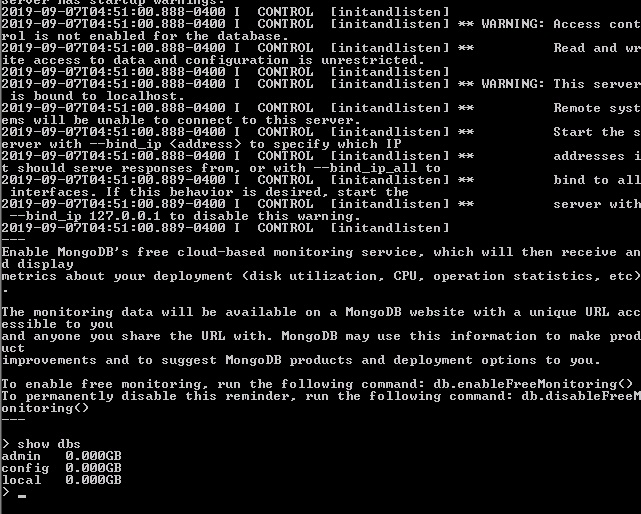 Server has startup warnings:
2019-09-07T04:51:00.888-0400 I  CONTROL  [initandlisten]
2019-09-07T04:51:00.888-0400 I  CONTROL  [initandlisten] ** WARNING: Access cont
rol is not enabled for the database.
2019-09-07T04:51:00.888-0400 I  CONTROL  [initandlisten] **          Read and wr
ite access to data and configuration is unrestricted.
2019-09-07T04:51:00.888-0400 I  CONTROL  [initandlisten]
2019-09-07T04:51:00.888-0400 I  CONTROL  [initandlisten] ** WARNING: This server
 is bound to localhost.
2019-09-07T04:51:00.888-0400 I  CONTROL  [initandlisten] **          Remote syst
ems will be unable to connect to this server.
2019-09-07T04:51:00.888-0400 I  CONTROL  [initandlisten] **          Start the s
erver with --bind_ip <address> to specify which IP
2019-09-07T04:51:00.889-0400 I  CONTROL  [initandlisten] **          addresses i
t should serve responses from, or with --bind_ip_all to
2019-09-07T04:51:00.889-0400 I  CONTROL  [initandlisten] **          bind to all
 interfaces. If this behavior is desired, start the
2019-09-07T04:51:00.889-0400 I  CONTROL  [initandlisten] **          server with
 --bind_ip 127.0.0.1 to disable this warning.
2019-09-07T04:51:00.889-0400 I  CONTROL  [initandlisten]
---
Enable MongoDB's free cloud-based monitoring service, which will then receive an
d display
metrics about your deployment (disk utilization, CPU, operation statistics, etc)
.
The monitoring data will be available on a MongoDB website with a unique URL acc
essible to you
and anyone you share the URL with. MongoDB may use this information to make prod
uct
improvements and to suggest MongoDB products and deployment options to you.
To enable free monitoring, run the following command: db.enableFreeMonitoring()
To permanently disable this reminder, run the following command: db.disableFreeM
onitoring()
---
> show dbs
admin   0.000GB
config  0.000GB
local   0.000GB
> _